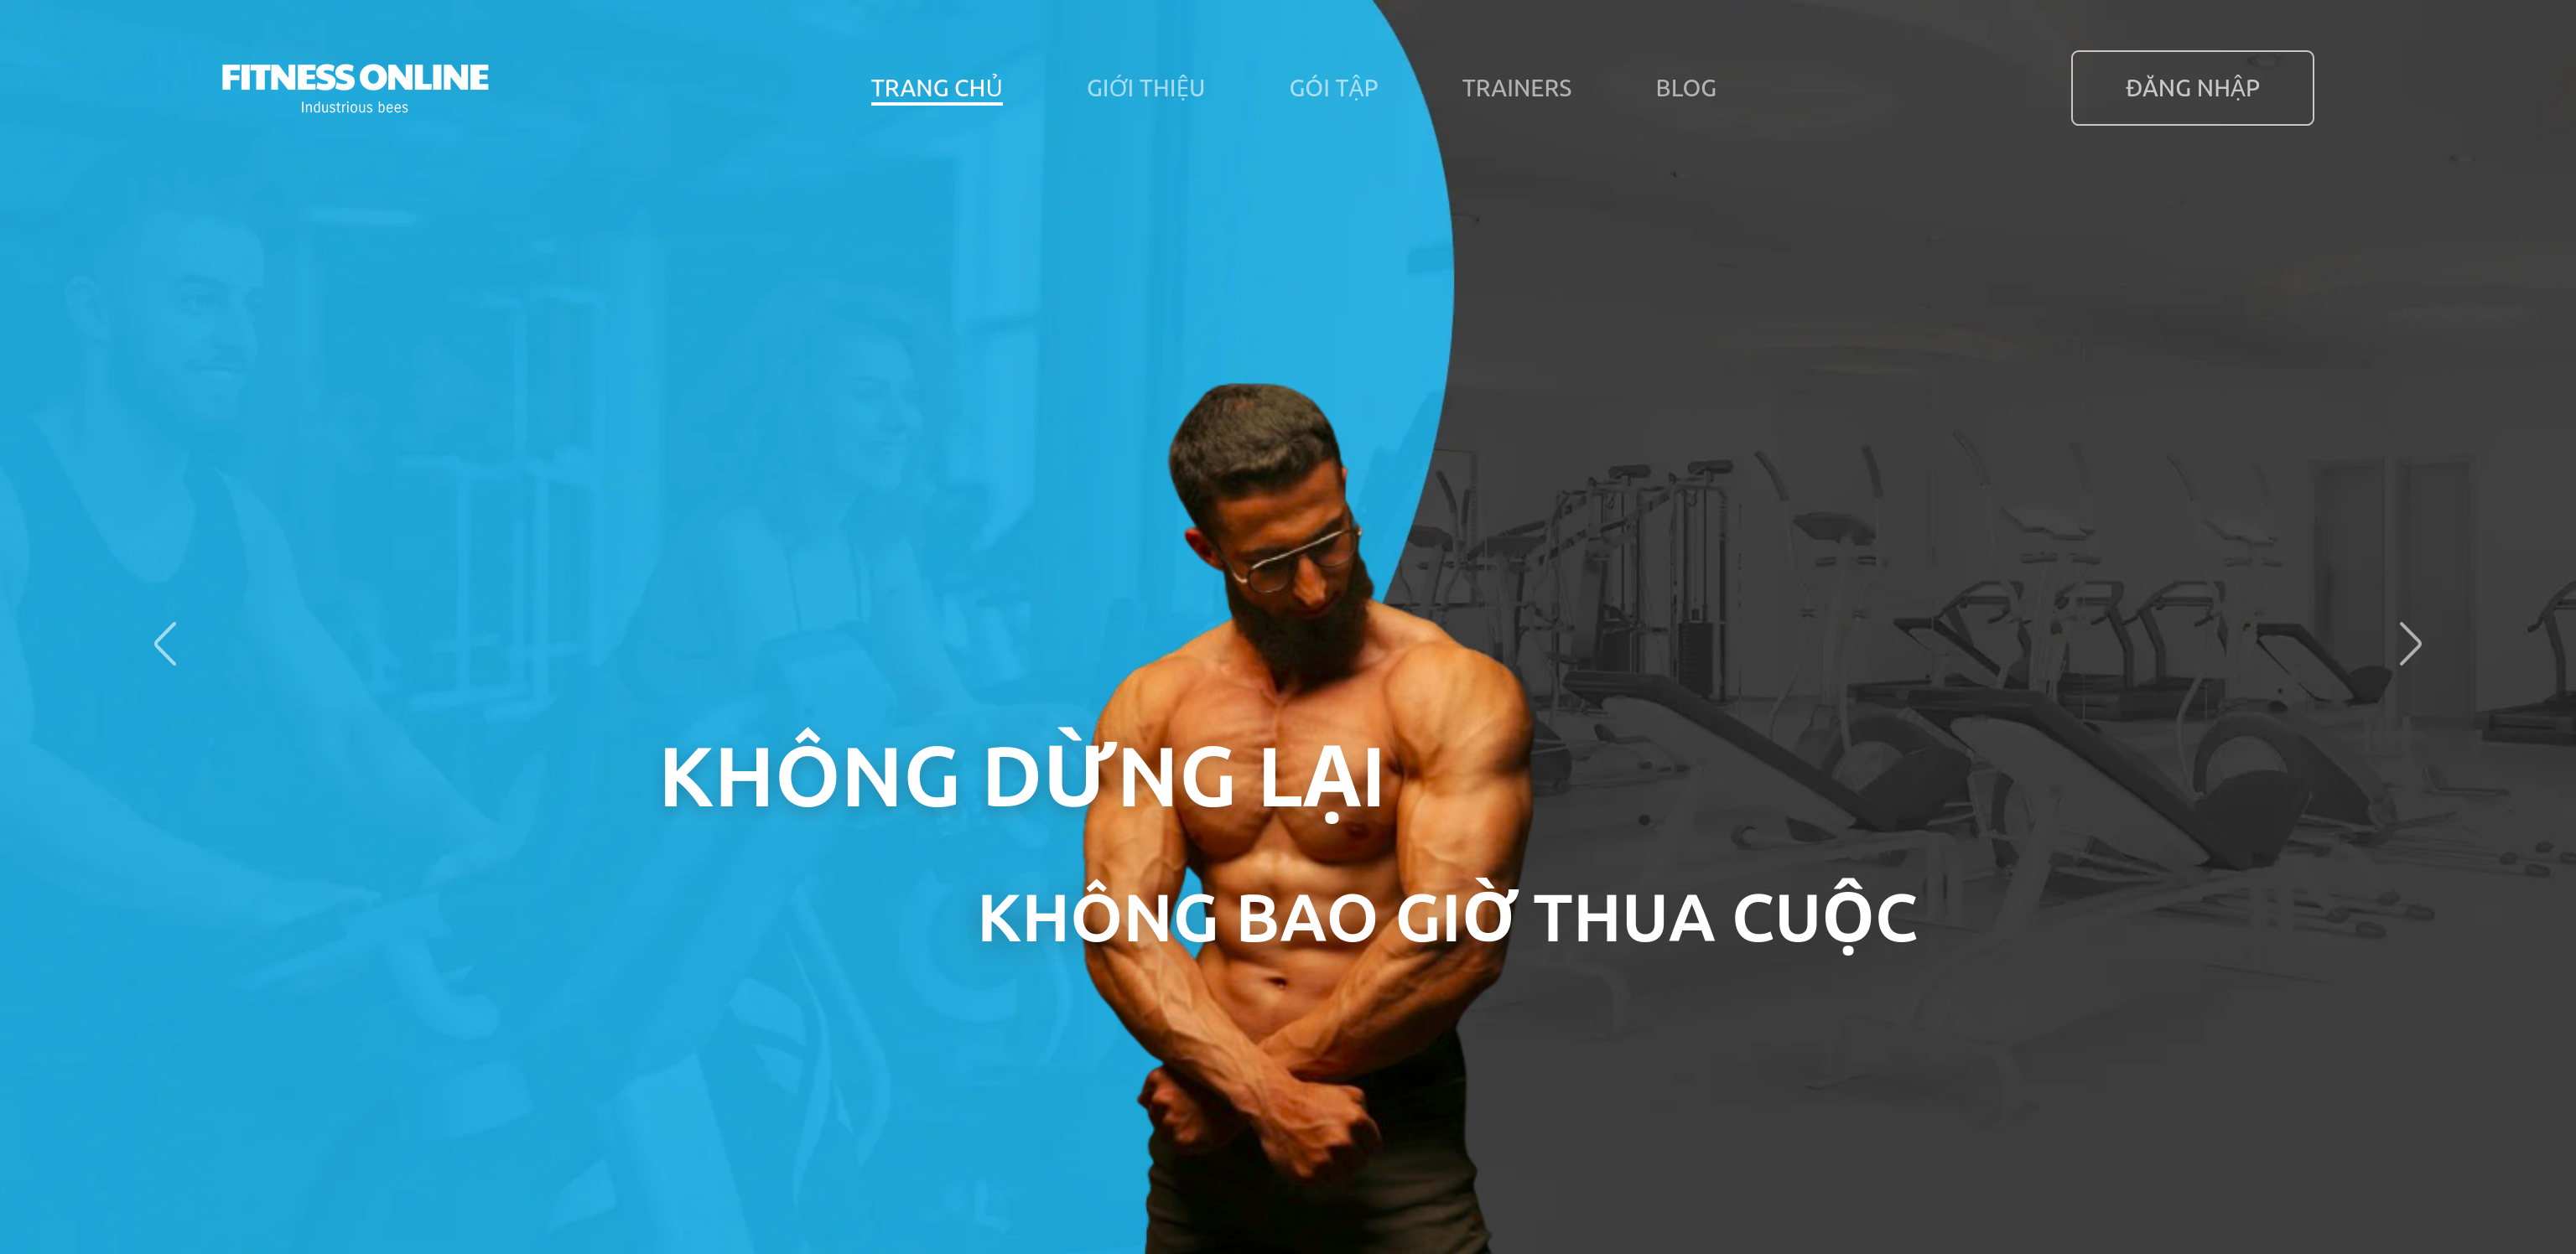 FITNESS ONLINE
Industrious bees
TRANG CHỦ
GIỚI THIỆU
GÓI TẬP
TRAINERS
BLOG
ĐĂNG NHẬP
KHÔNG DỪNG LẠI
KHÔNG BAO GIỜ THUA CUỘC